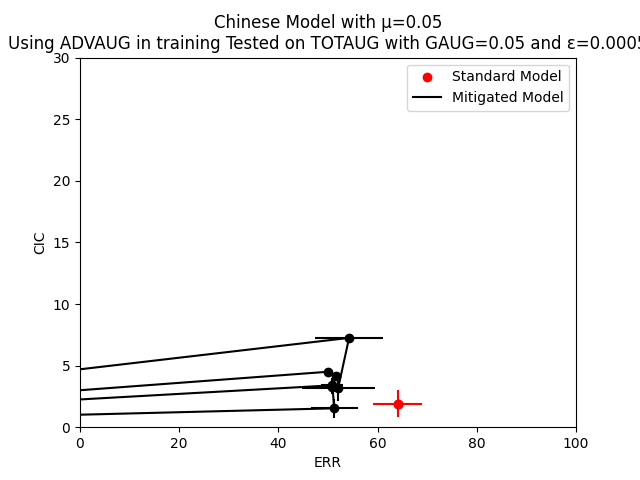 Chinese Model with μ=0.05
Using ADVAUG in training Tested on TOTAUG with GAUG=0.05 and ε=0.0005
Standard Model
Mitigated Model
30
25
20
15
10
5
0
CIC
0 20 40 60 80 100
ERR